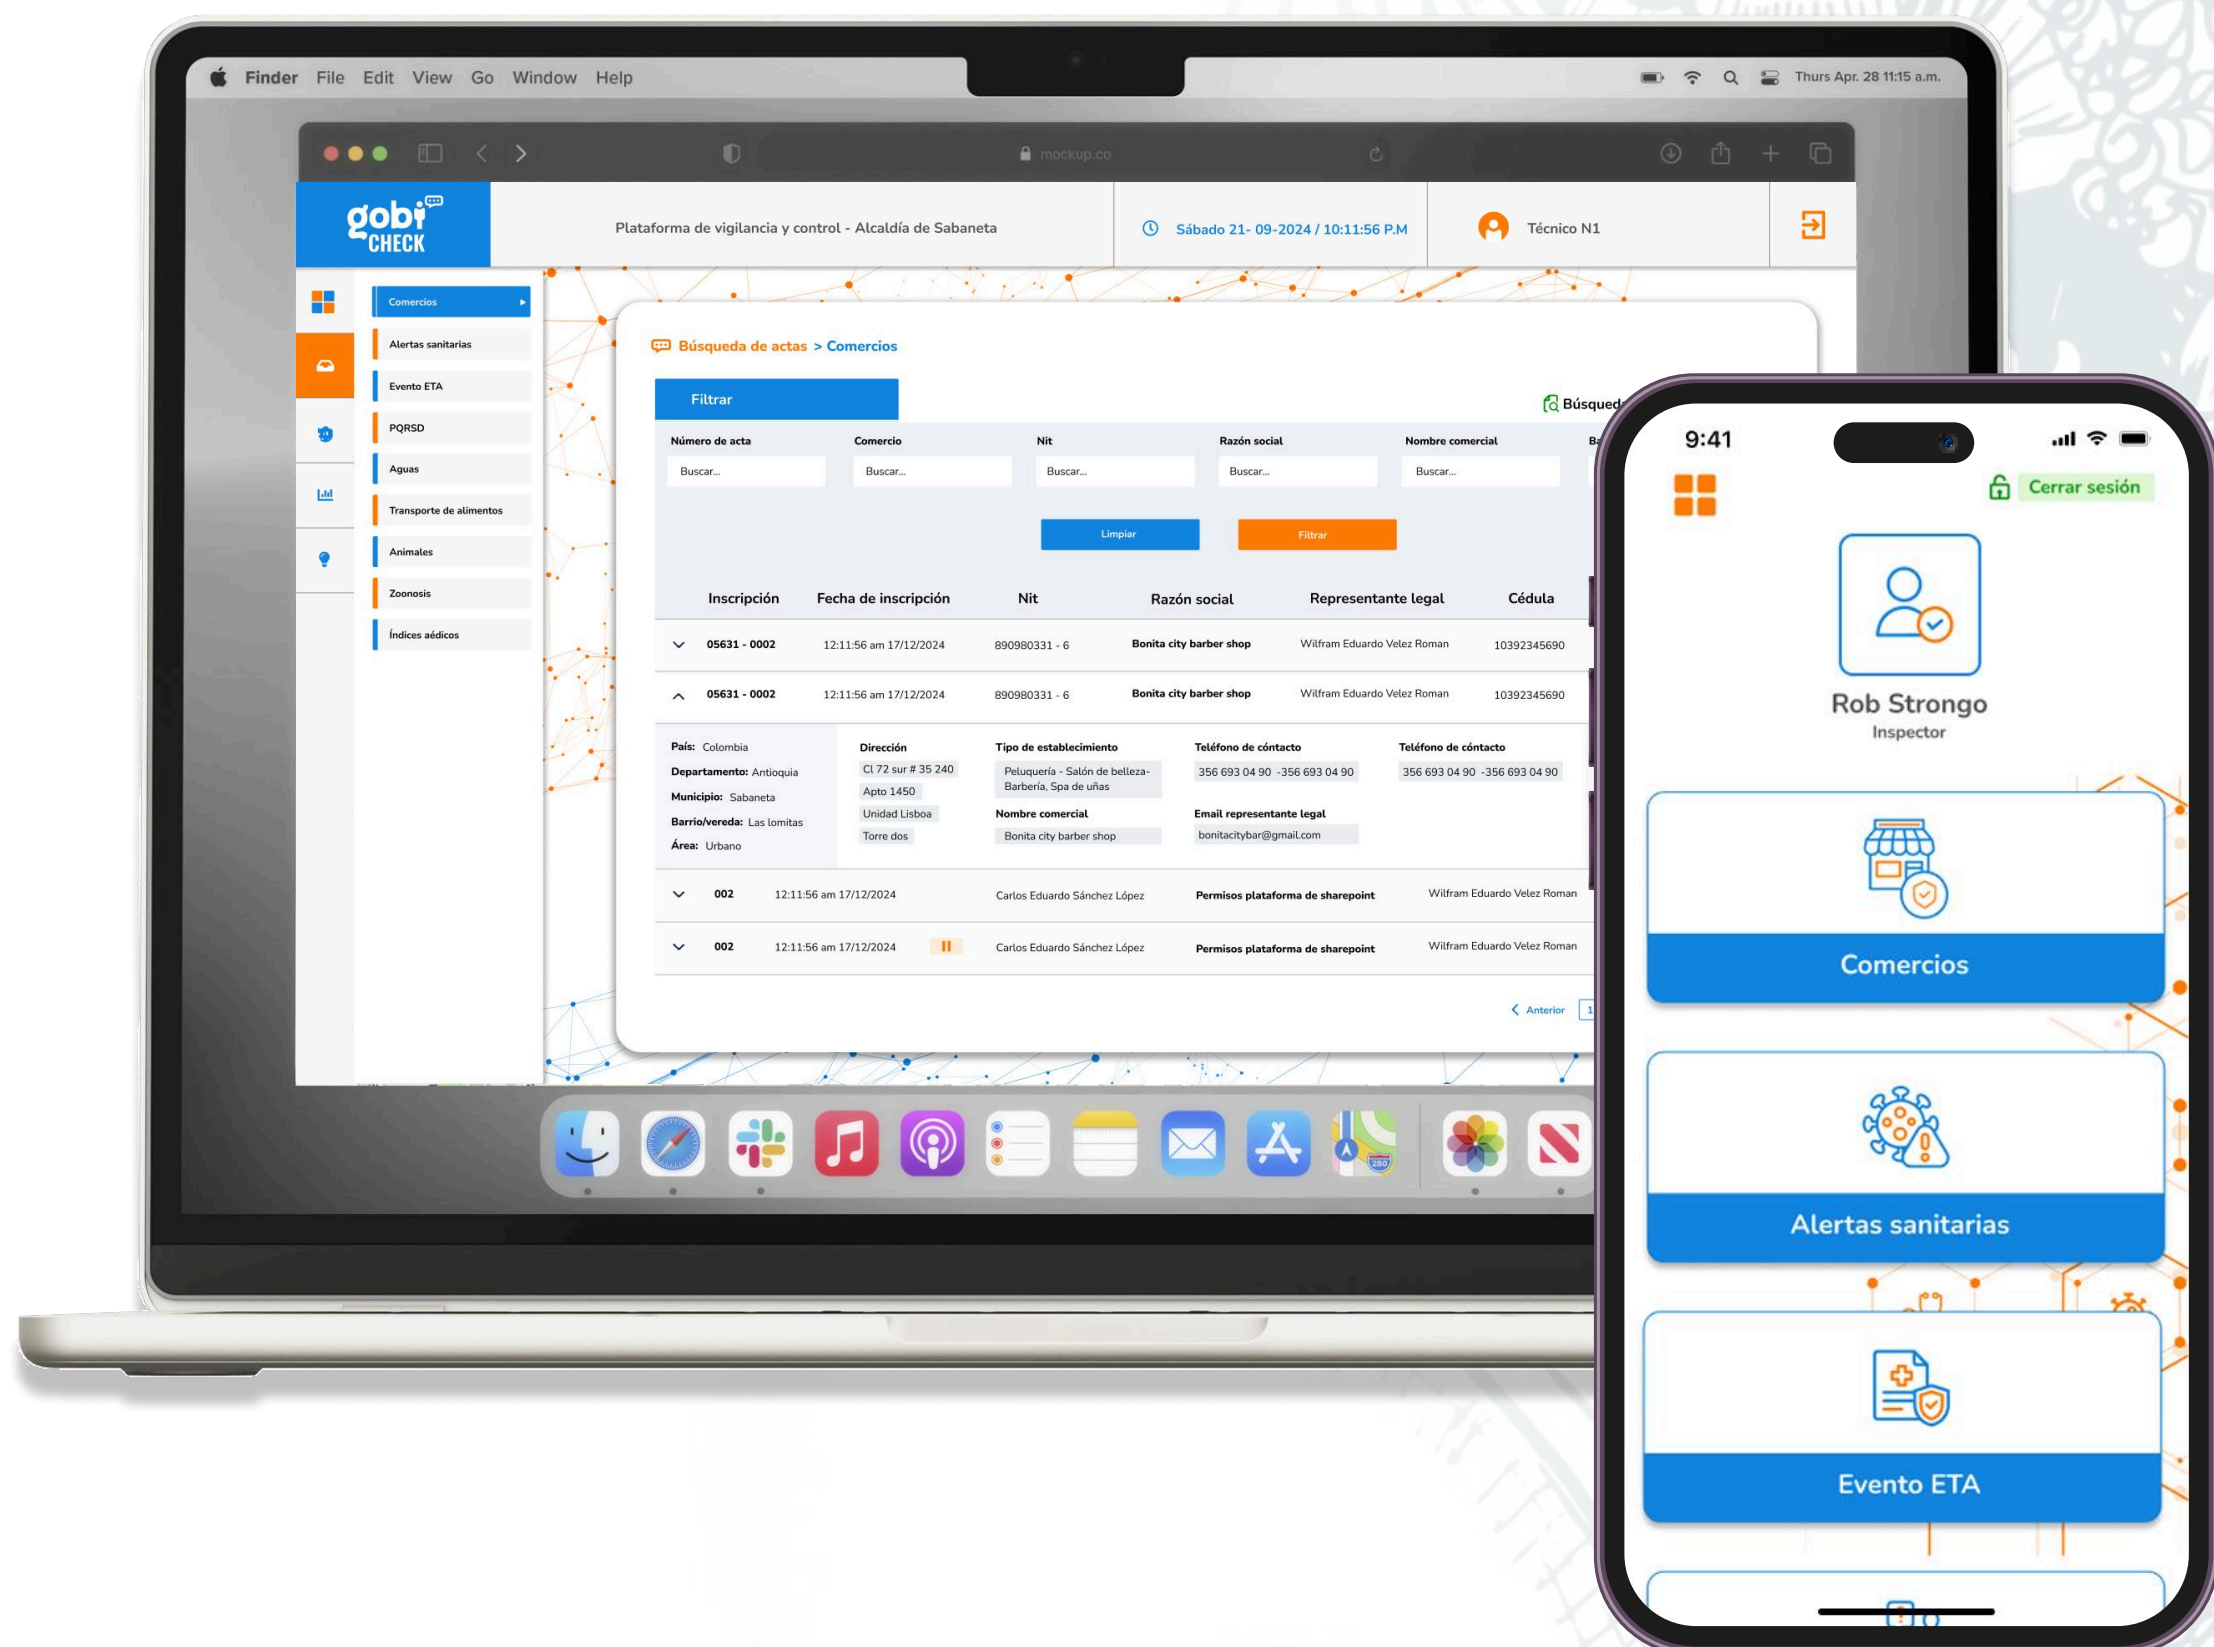 Finder File Edit View Go Window Help
Thurs Apr. 28 11:15 a.m.
mockup.co
gobi
CHECK
Plataforma de vigilancia y control - Alcaldía de Sabaneta
Sábado 21- 09-2024 / 10:11:56 P.M
Técnico N1
Comercios
Alertas sanitarias
Evento ETA
PQRSD
Aguas
Transporte de alimentos
Animales
Zoonosis
Índices aédicos
Búsqueda de actas > Comercios
Filtrar
Número de acta Comercio Nit Razón social Nombre comercial
Buscar... Buscar... Buscar... Buscar... Buscar...
Limpiar Filtrar
Inscripción Fecha de inscripción Nit Razón social Representante legal Cédula
05631 - 0002 12:11:56 am 17/12/2024 890980331 - 6 Bonita city barber shop Wilfram Eduardo Velez Roman 10392345690
05631 - 0002 12:11:56 am 17/12/2024 890980331 - 6 Bonita city barber shop Wilfram Eduardo Velez Roman 10392345690
País: Colombia
Departamento: Antioquia
Municipio: Sabaneta
Barrio/vereda: Las lomitas
Área: Urbano
Dirección
Cl 72 sur # 35 240
Apto 1450
Unidad Lisboa
Torre dos
Tipo de establecimiento
Peluquería - Salón de belleza-
Barbería, Spa de uñas
Nombre comercial
Bonita city barber shop
Teléfono de cóntacto
356 693 04 90 -356 693 04 90
Email representante legal
bonitacitybar@gmail.com
Teléfono de cóntacto
356 693 04 90 -356 693 04 90
002 12:11:56 am 17/12/2024 Carlos Eduardo Sánchez López Permisos plataforma de sharepoint Wilfram Eduardo Velez Roman
002 12:11:56 am 17/12/2024 Carlos Eduardo Sánchez López Permisos plataforma de sharepoint Wilfram Eduardo Velez Roman
Anterior 1
280
9:41
Cerrar sesión
Rob Strongo
Inspector
Comercios
Alertas sanitarias
Evento ETA